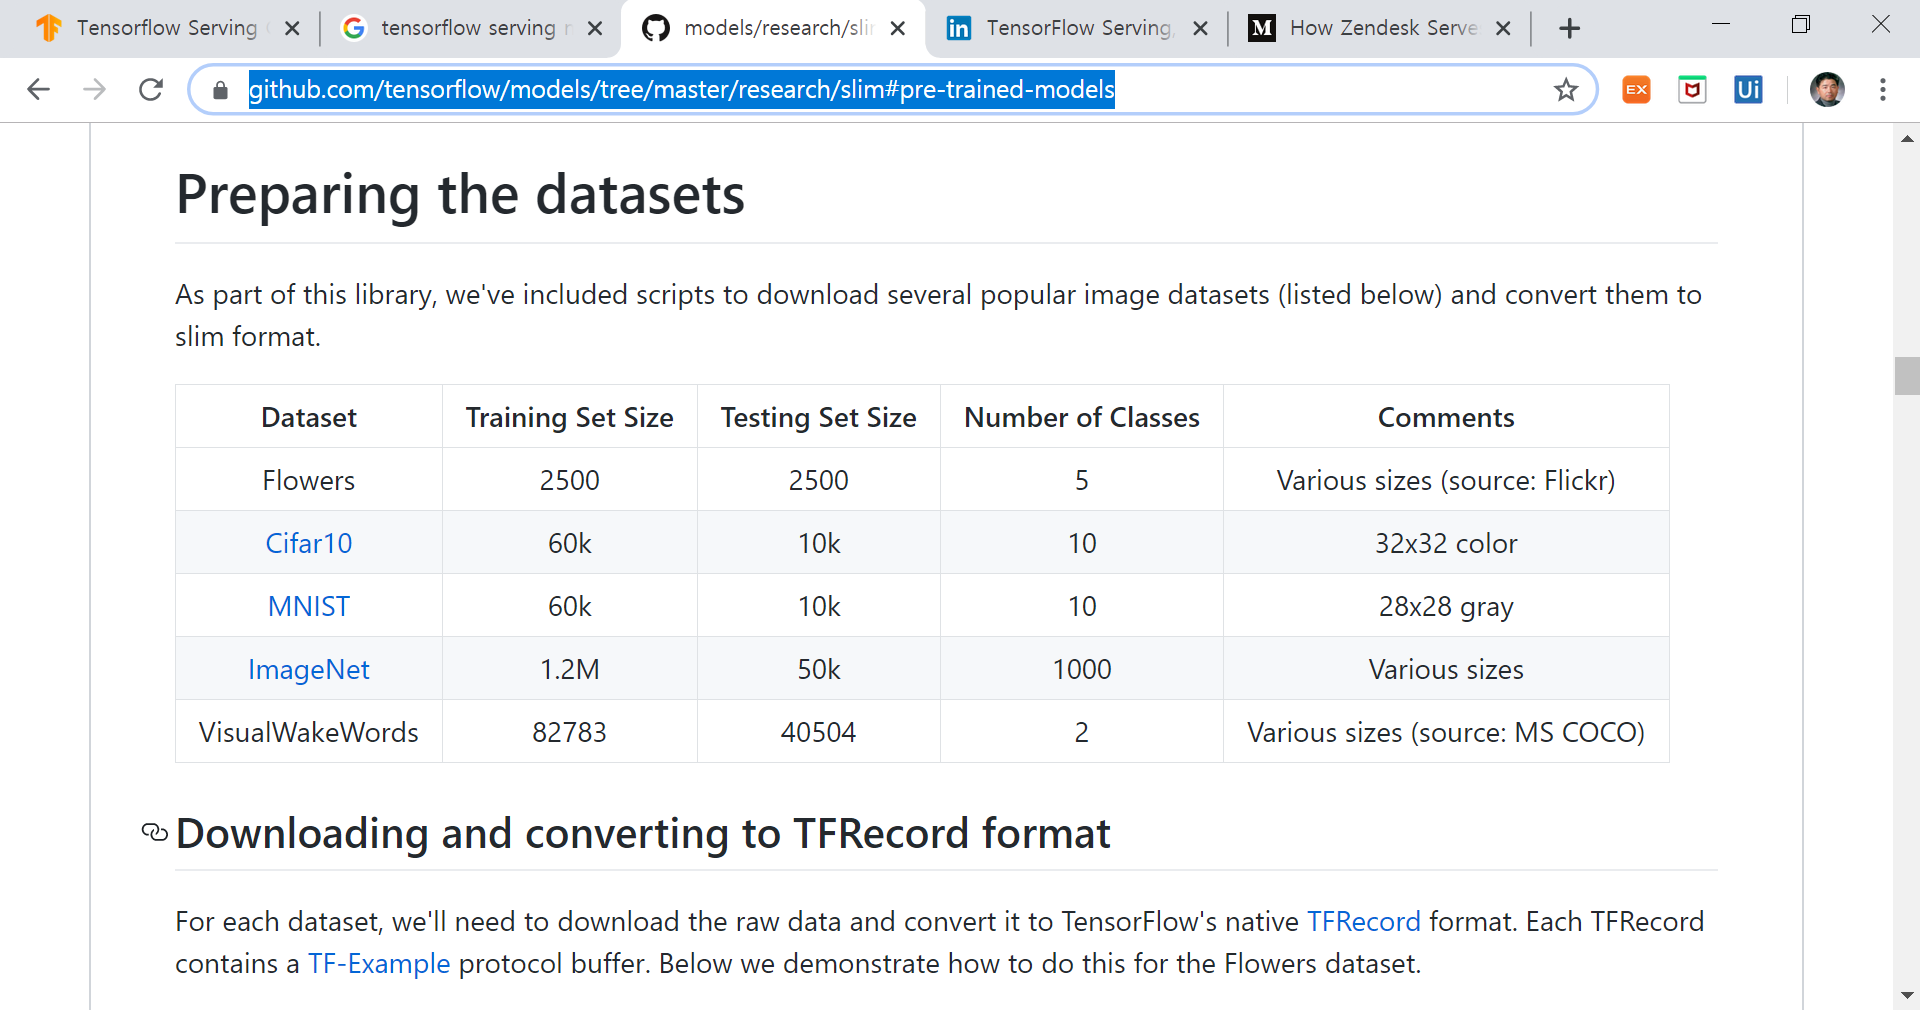 Tensorflow Serving
tensorflow serving
models/research/slim
TensorFlow Serving,
How Zendesk Serve
github.com/tensorflow/models/tree/master/research/slim#pre-trained-models
EX
Ui
Preparing the datasets
As part of this library, we've included scripts to download several popular image datasets (listed below) and convert them to
slim format.
Dataset Training Set Size Testing Set Size Number of Classes Comments
Flowers 2500 2500 5 Various sizes (source: Flickr)
Cifar10 60k 10k 10 32x32 color
MNIST 60k 10k 10 28x28 gray
ImageNet 1.2M 50k 1000 Various sizes
VisualWakeWords 82783 40504 2 Various sizes (source: MS COCO)
Downloading and converting to TFRecord format
For each dataset, we'll need to download the raw data and convert it to TensorFlow's native TFRecord format. Each TFRecord
contains a TF-Example protocol buffer. Below we demonstrate how to do this for the Flowers dataset.